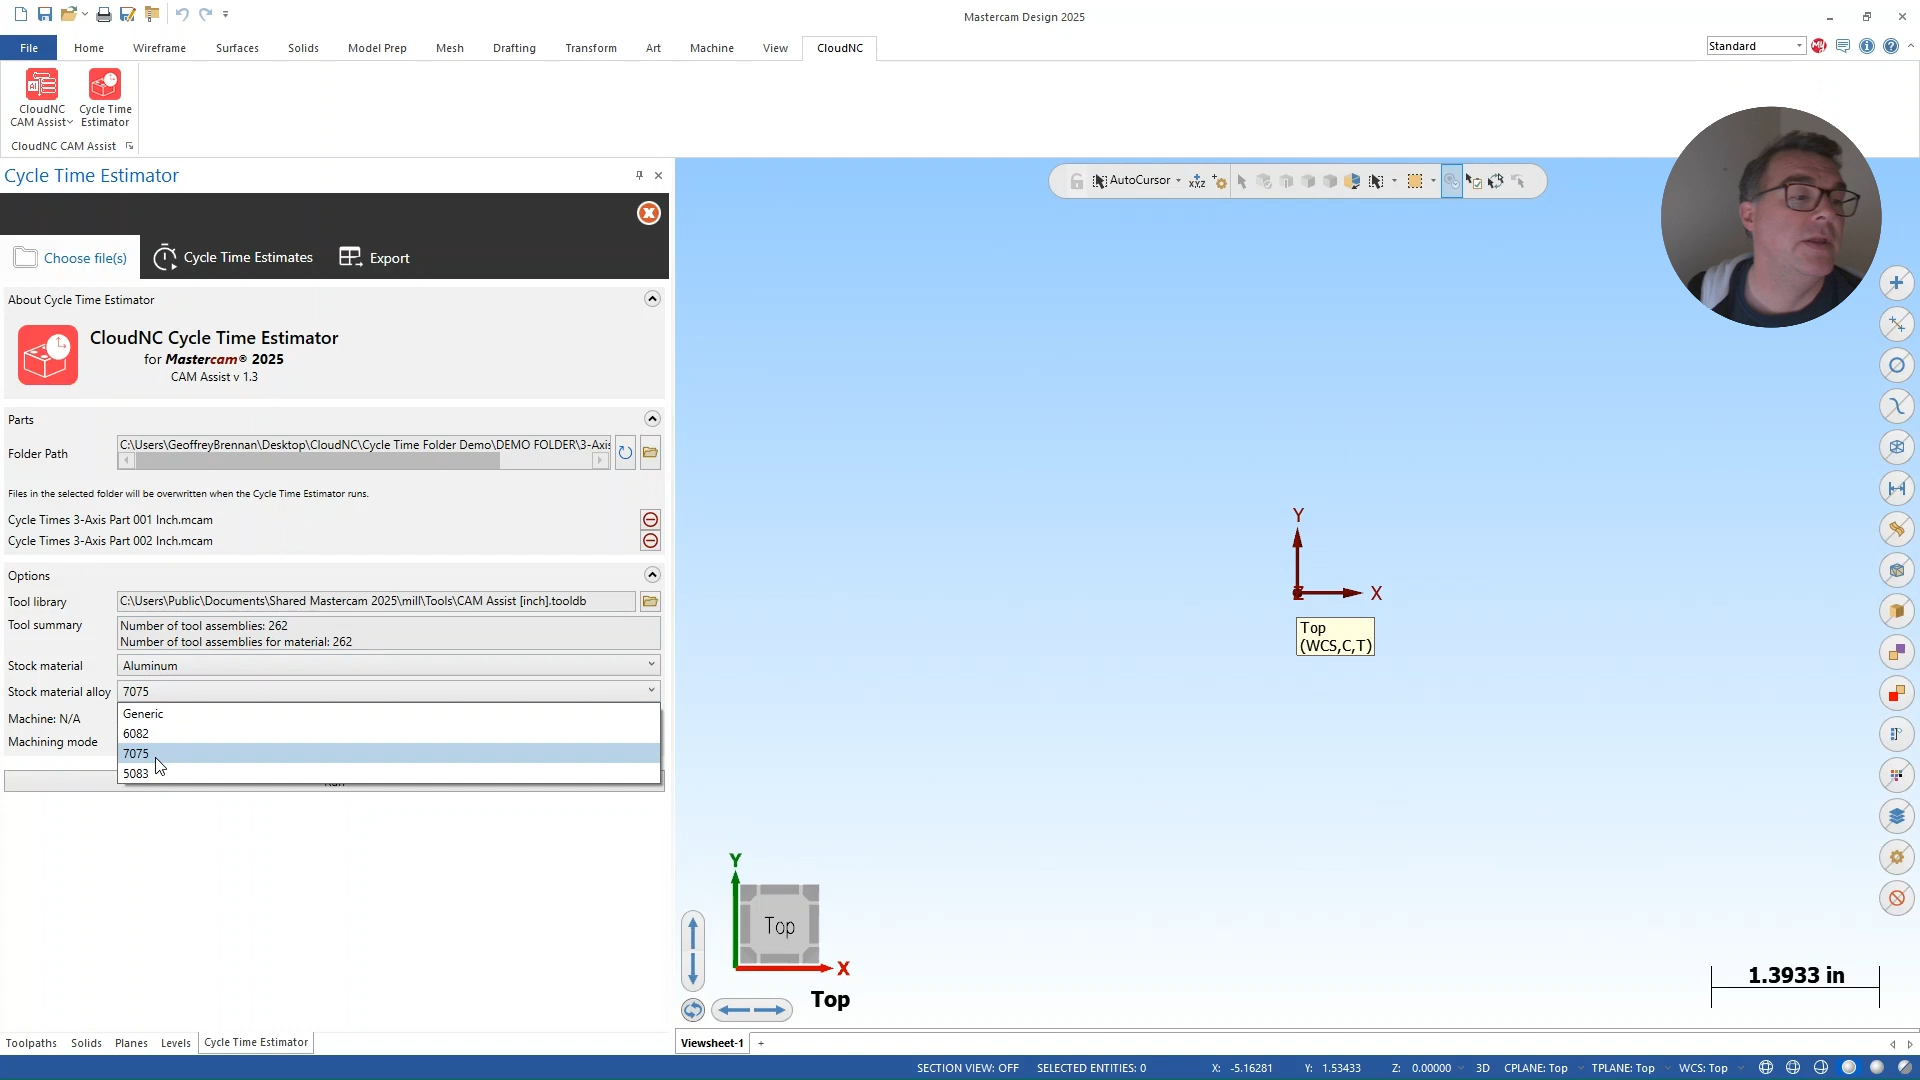 Mastercam Design 2025
File
Home
Wireframe
Surfaces
Solids
Model Prep
Mesh
Drafting
Transform
Art
Machine
View
CloudNC
Standard
CloudNC
CAM Assist
Cycle Time
Estimator
CloudNC CAM Assist
Cycle Time Estimator
AutoCursor
Choose file(s)
Cycle Time Estimates
Export
About Cycle Time Estimator
CloudNC Cycle Time Estimator
for Mastercam® 2025
CAM Assist v 1.3
Parts
Folder Path
C:\Users\GeoffreyBrennan\Desktop\CloudNC\Cycle Time Folder Demo\DEMO FOLDER\3-Axis
Files in the selected folder will be overwritten when the Cycle Time Estimator runs.
Cycle Times 3-Axis Part 001 Inch.mcam
Cycle Times 3-Axis Part 002 Inch.mcam
Options
Tool library
C:\Users\Public\Documents\Shared Mastercam 2025\mill\Tools\CAM Assist [inch].tooldb
Tool summary
Number of tool assemblies: 262
Number of tool assemblies for material: 262
Stock material
Aluminum
Stock material alloy
7075
Machine: N/A
Machining mode
Generic
6082
7075
5083
Y
X
Z
Top
(WCS,C,T)
Y
Top
X
Top
1.3933 in
Toolpaths
Solids
Planes
Levels
Cycle Time Estimator
Viewsheet-1
+
SECTION VIEW: OFF
SELECTED ENTITIES: 0
X: -5.16281
Y: 1.53433
Z: 0.00000
3D
CPLANE: Top
TPLANE: Top
WCS: Top